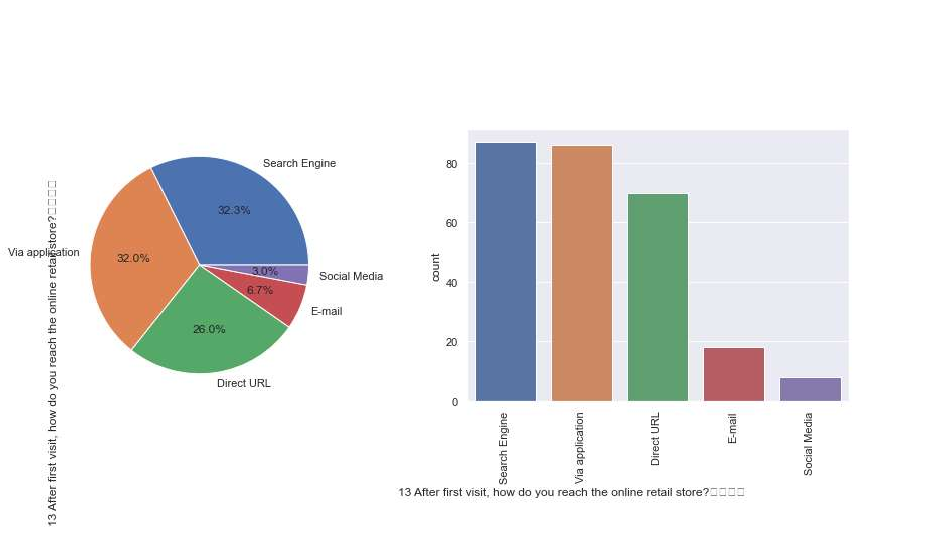 Search Engine
32.3%
Via application
32.0%
3.0%
Social Media
6.7%
E-mail
26.0%
Direct URL
13 After first visit, how do you reach the online retail store?□□□□
80
60
40
20
0
count
Search Engine
Via application
Direct URL
E-mail
Social Media
13 After first visit, how do you reach the online retail store?□□□□